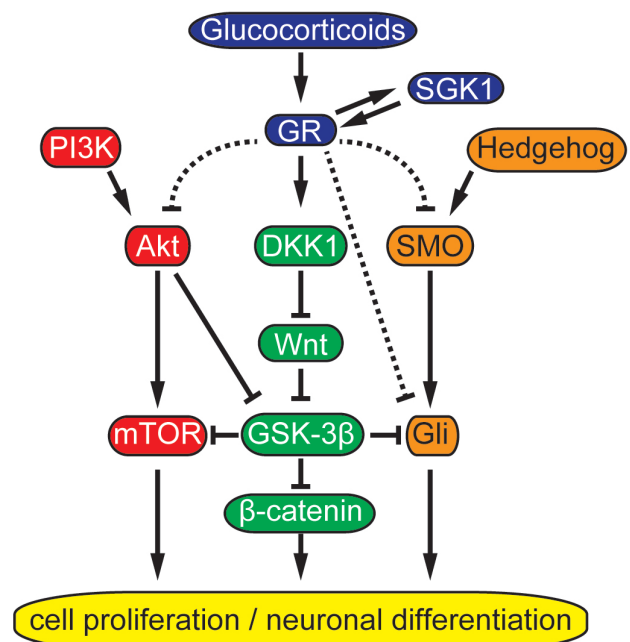 Glucocorticoids
SGK1
GR
PI3K
Hedgehog
Akt
DKK1
SMO
Wnt
mTOR
GSK-3β
Gli
β-catenin
cell proliferation / neuronal differentiation